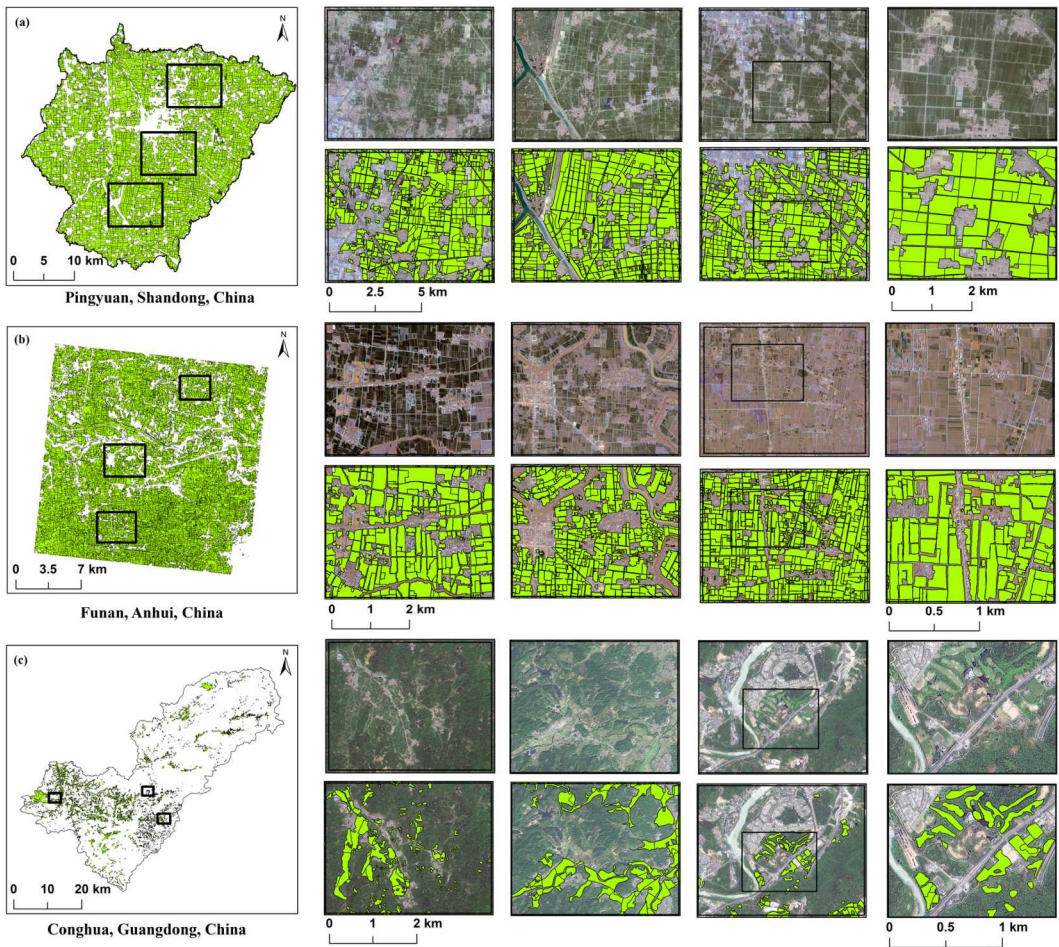 (a)
N
0 5 10 km
Pingyuan, Shandong, China
0 2.5 5 km
0 1 2 km
(b)
N
0 3.5 7 km
Funan, Anhui, China
0 1 2 km
0 0.5 1 km
(c)
N
0 10 20 km
Conghua, Guangdong, China
0 1 2 km
0 0.5 1 km